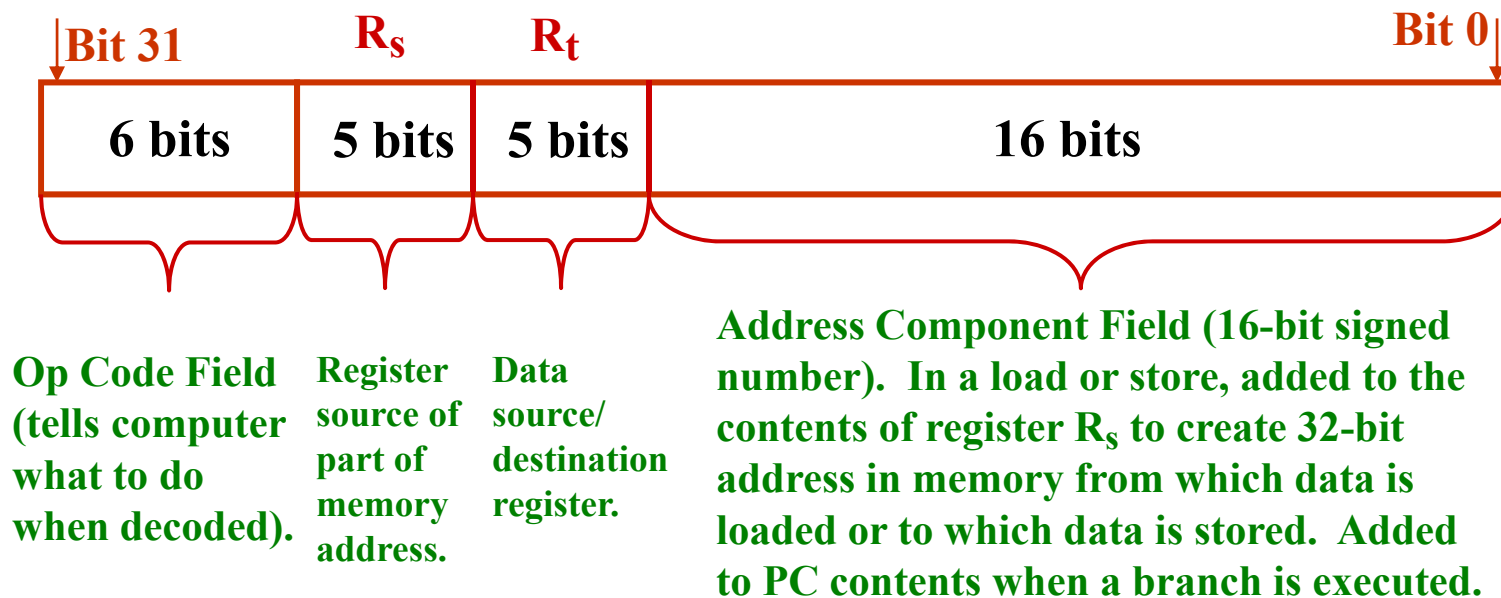 Bit 31
Rs
Rt
Bit 0
6 bits
5 bits
5 bits
16 bits
Op Code Field
(tells computer
what to do
when decoded).
Register
source of
part of
memory
address.
Data
source/
destination
register.
Address Component Field (16-bit signed
number). In a load or store, added to the
contents of register Rs to create 32-bit
address in memory from which data is
loaded or to which data is stored. Added
to PC contents when a branch is executed.